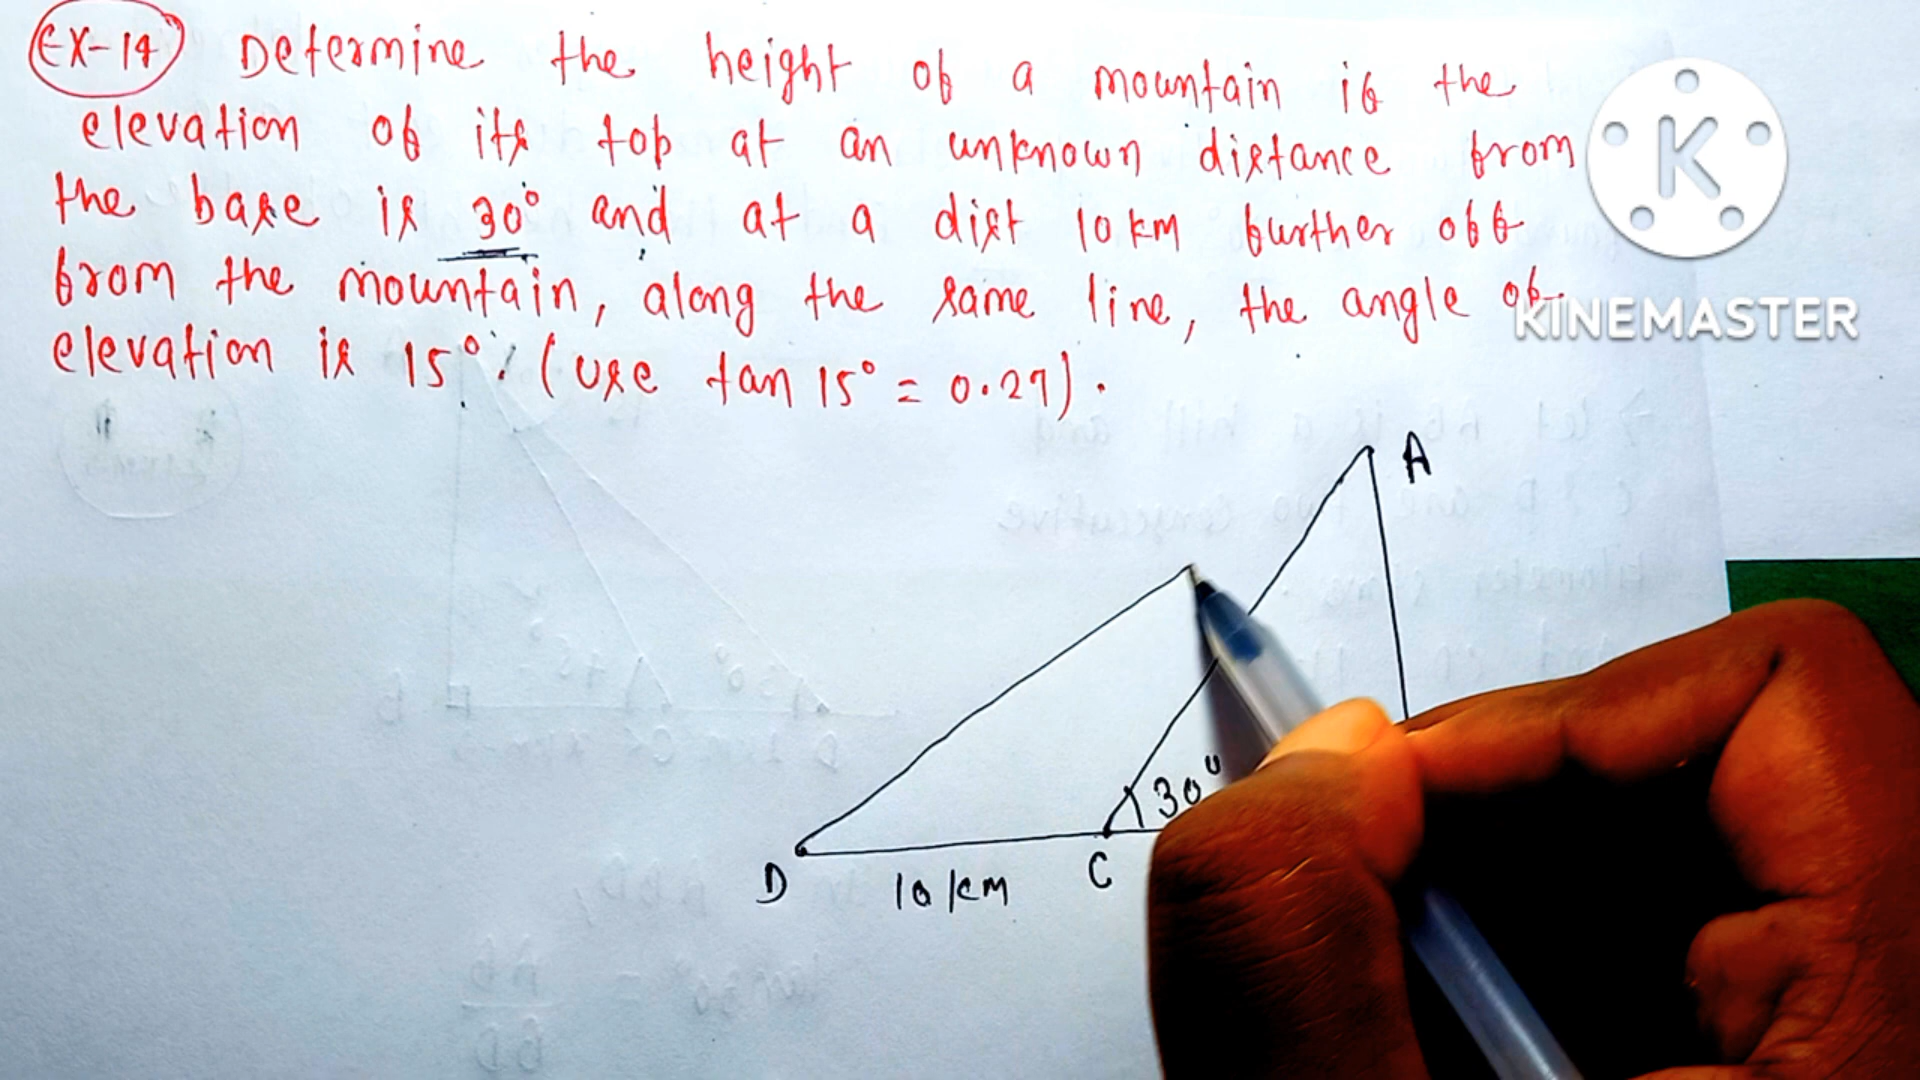 EX-14 Determine the height of a mountain if the
elevation of its top at an unknown distance from
the base is 30° and at a dist 10 km further off
from the mountain, along the same line, the angle of
elevation is 15°. (Use tan 15° = 0.27).
K
KINEMASTER
A
30°
D 10 km C